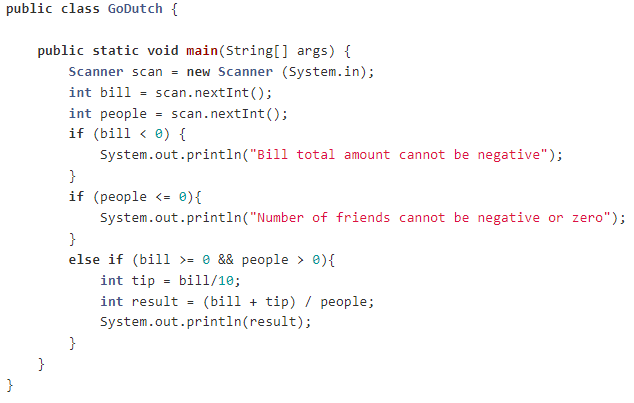 public class GoDutch {
public static void main(String[] args) {
Scanner scan = new Scanner (System.in);
int bill = scan.nextInt();
int people = scan.nextInt();
if (bill < 0) {
System.out.println("Bill total amount cannot be negative");
}
if (people <= 0){
System.out.println("Number of friends cannot be negative or zero");
}
else if (bill >= 0 && people > 0){
int tip = bill/10;
int result = (bill + tip) / people;
System.out.println(result);
}
}
}